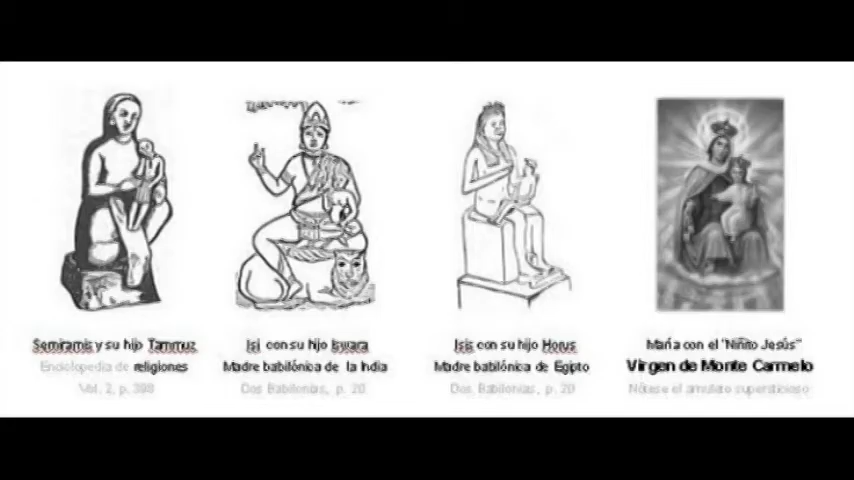 Semiramis y su hijo Tammuz
Enciclopedia de religiones
Vol. 2, p. 398
Isi con su hijo Iswara
Madre babilónica de la India
Dos Babilonias, p. 20
Isis con su hijo Horus
Madre babilónica de Egipto
Dos Babilonias, p. 20
María con el "Niñito Jesús"
Virgen de Monte Carmelo
Nótese el amuleto supersticioso